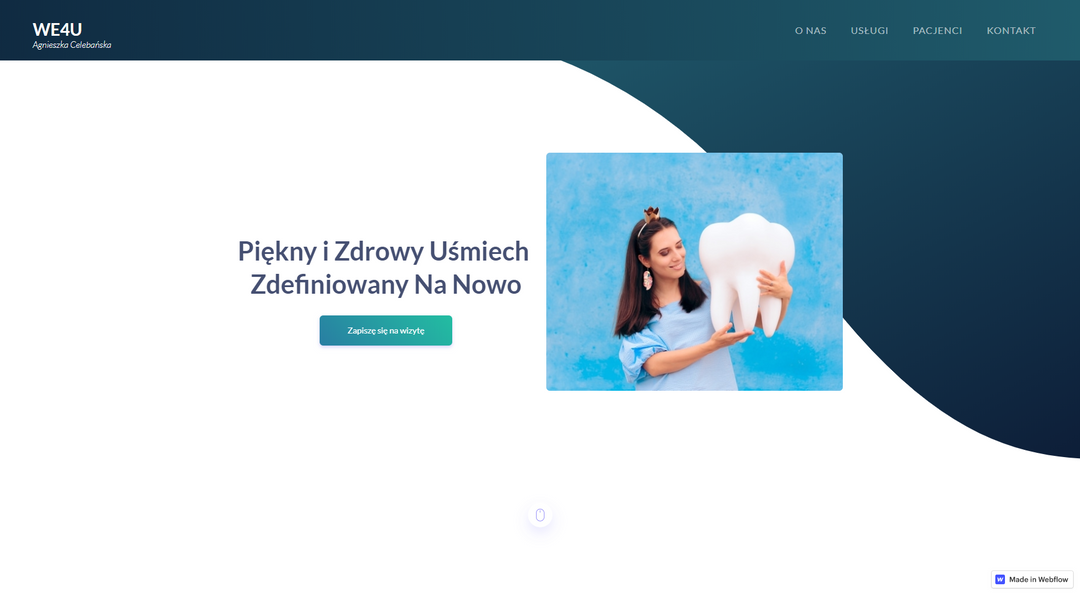 WE4U
Agnieszka Celebańska
O NAS
USŁUGI
PACJENCI
KONTAKT
Piękny i Zdrowy Uśmiech
Zdefiniowany Na Nowo
Zapiszę się na wizytę
Made in Webflow